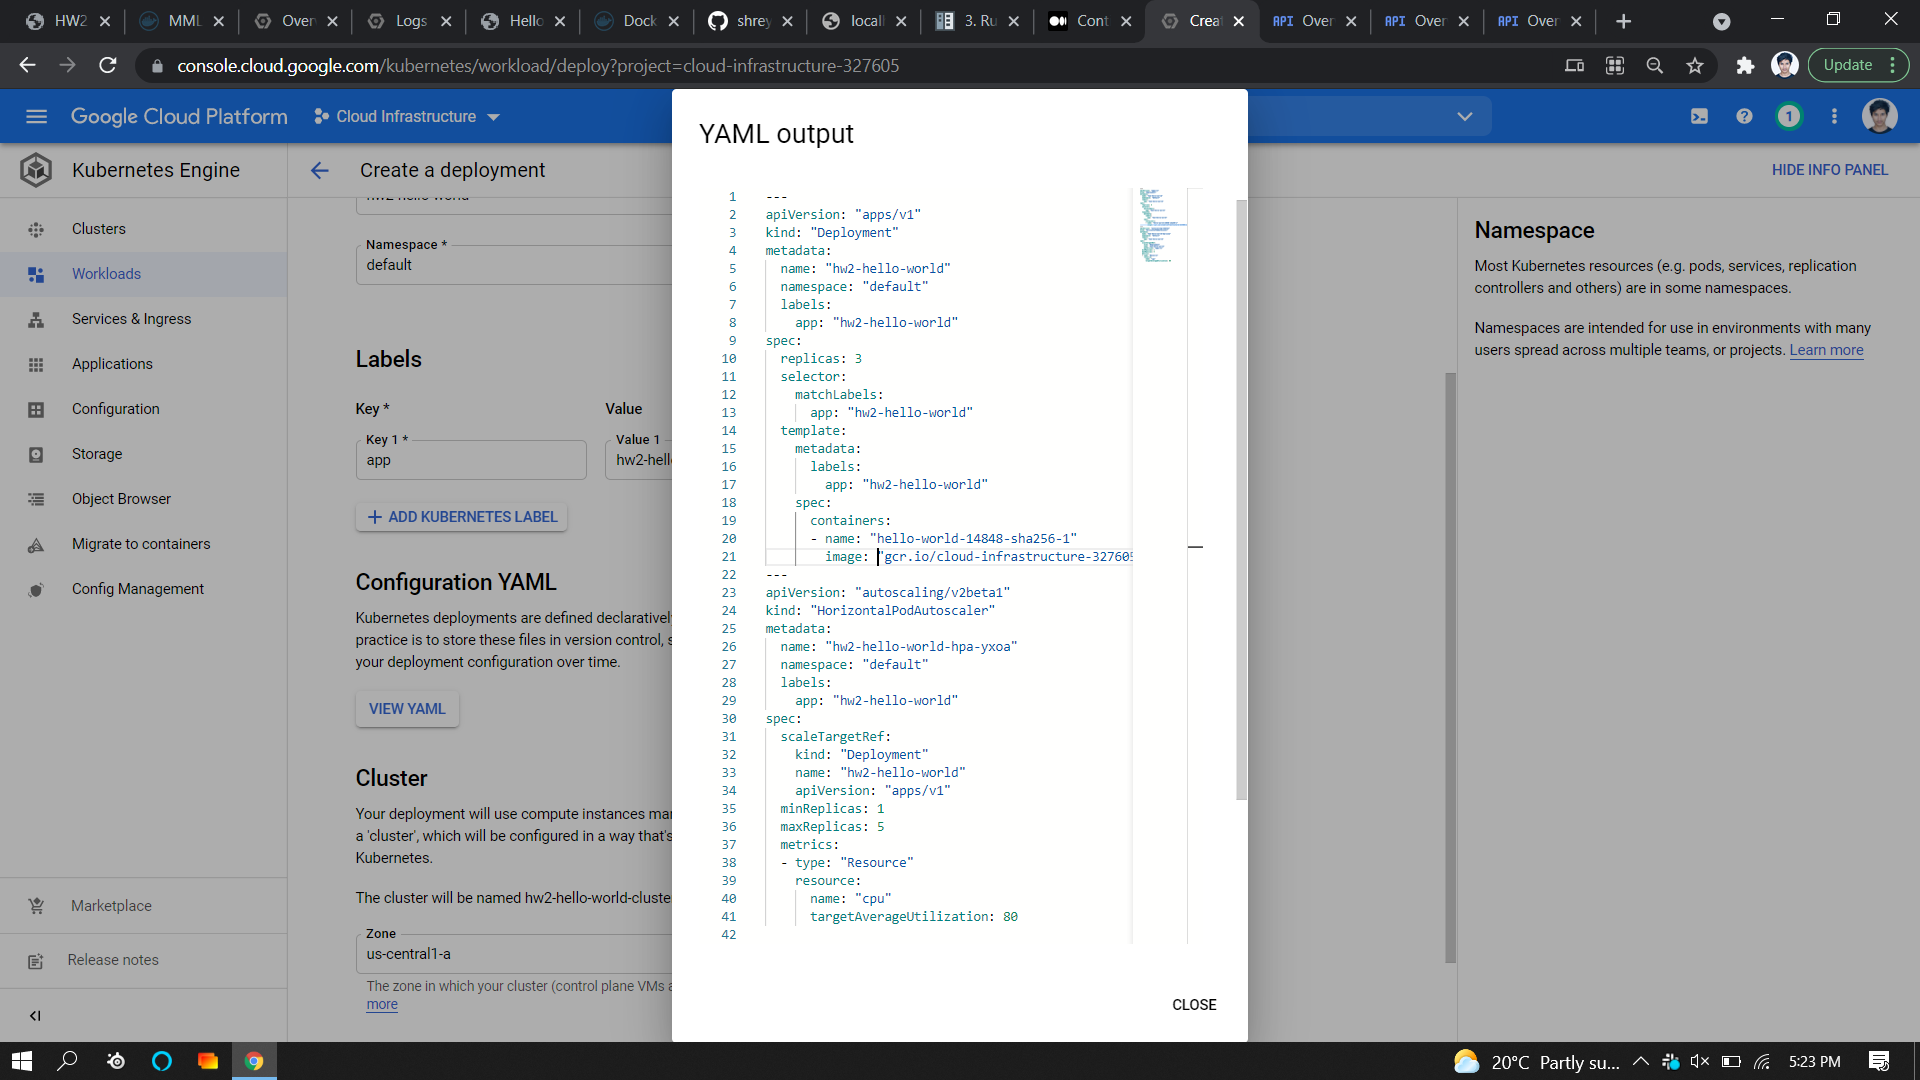 HW2
MML
Over
Logs
Hello
Dock
shrey
local
3. Ru
Cont
Creat
API Over
API Over
API Over
console.cloud.google.com/kubernetes/workload/deploy?project=cloud-infrastructure-327605
Update
Google Cloud Platform
Cloud Infrastructure
1
Kubernetes Engine
Create a deployment
HIDE INFO PANEL
Clusters
Workloads
Services & Ingress
Applications
Configuration
Storage
Object Browser
Migrate to containers
Config Management
Marketplace
Release notes
hw2-hello-world
Namespace *
default
Labels
Key *
Value
Key 1 *
app
Value 1
hw2-hell
ADD KUBERNETES LABEL
Configuration YAML
Kubernetes deployments are defined declaratively
practice is to store these files in version control, s
your deployment configuration over time.
VIEW YAML
Cluster
Your deployment will use compute instances ma
a 'cluster', which will be configured in a way that's
Kubernetes.
The cluster will be named hw2-hello-world-cluste
Zone
us-central1-a
The zone in which your cluster (control plane VMs a
more
YAML output
1 ---
2 apiVersion: "apps/v1"
3 kind: "Deployment"
4 metadata:
5 name: "hw2-hello-world"
6 namespace: "default"
7 labels:
8 app: "hw2-hello-world"
9 spec:
10 replicas: 3
11 selector:
12 matchLabels:
13 app: "hw2-hello-world"
14 template:
15 metadata:
16 labels:
17 app: "hw2-hello-world"
18 spec:
19 containers:
20 - name: "hello-world-14848-sha256-1"
21 image: "gcr.io/cloud-infrastructure-327605
22 ---
23 apiVersion: "autoscaling/v2beta1"
24 kind: "HorizontalPodAutoscaler"
25 metadata:
26 name: "hw2-hello-world-hpa-yxoa"
27 namespace: "default"
28 labels:
29 app: "hw2-hello-world"
30 spec:
31 scaleTargetRef:
32 kind: "Deployment"
33 name: "hw2-hello-world"
34 apiVersion: "apps/v1"
35 minReplicas: 1
36 maxReplicas: 5
37 metrics:
38 - type: "Resource"
39 resource:
40 name: "cpu"
41 targetAverageUtilization: 80
42
CLOSE
Namespace
Most Kubernetes resources (e.g. pods, services, replication
controllers and others) are in some namespaces.
Namespaces are intended for use in environments with many
users spread across multiple teams, or projects. Learn more
20°C Partly su...
5:23 PM